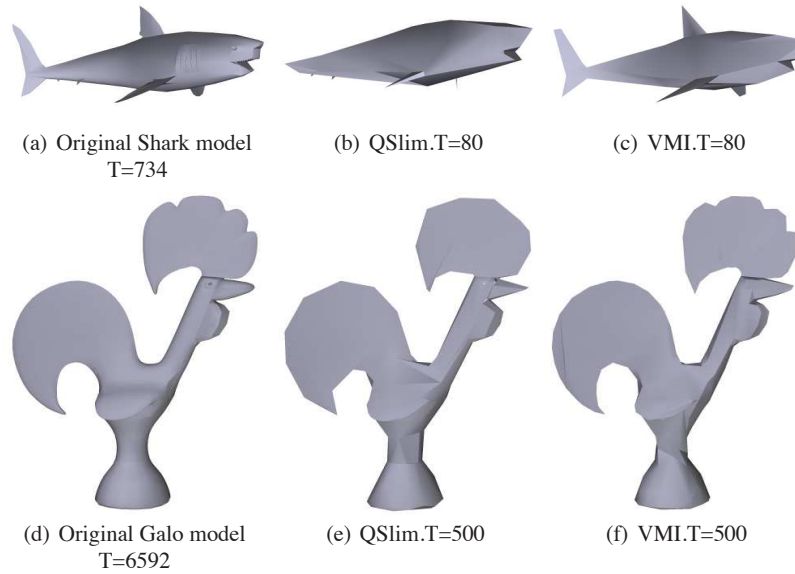 (a) Original Shark model
T=734
(b) QSlim.T=80
(c) VMI.T=80
(d) Original Galo model
T=6592
(e) QSlim.T=500
(f) VMI.T=500